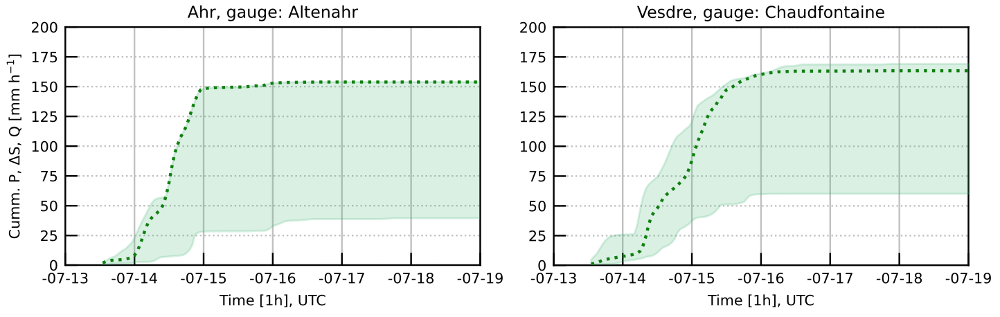 Ahr, gauge: Altenahr
Cumm. P, ΔS, Q [mm h⁻¹]
200
175
150
125
100
75
50
25
0
-07-13 -07-14 -07-15 -07-16 -07-17 -07-18 -07-19
Time [1h], UTC
Vesdre, gauge: Chaudfontaine
200
175
150
125
100
75
50
25
0
-07-13 -07-14 -07-15 -07-16 -07-17 -07-18 -07-19
Time [1h], UTC